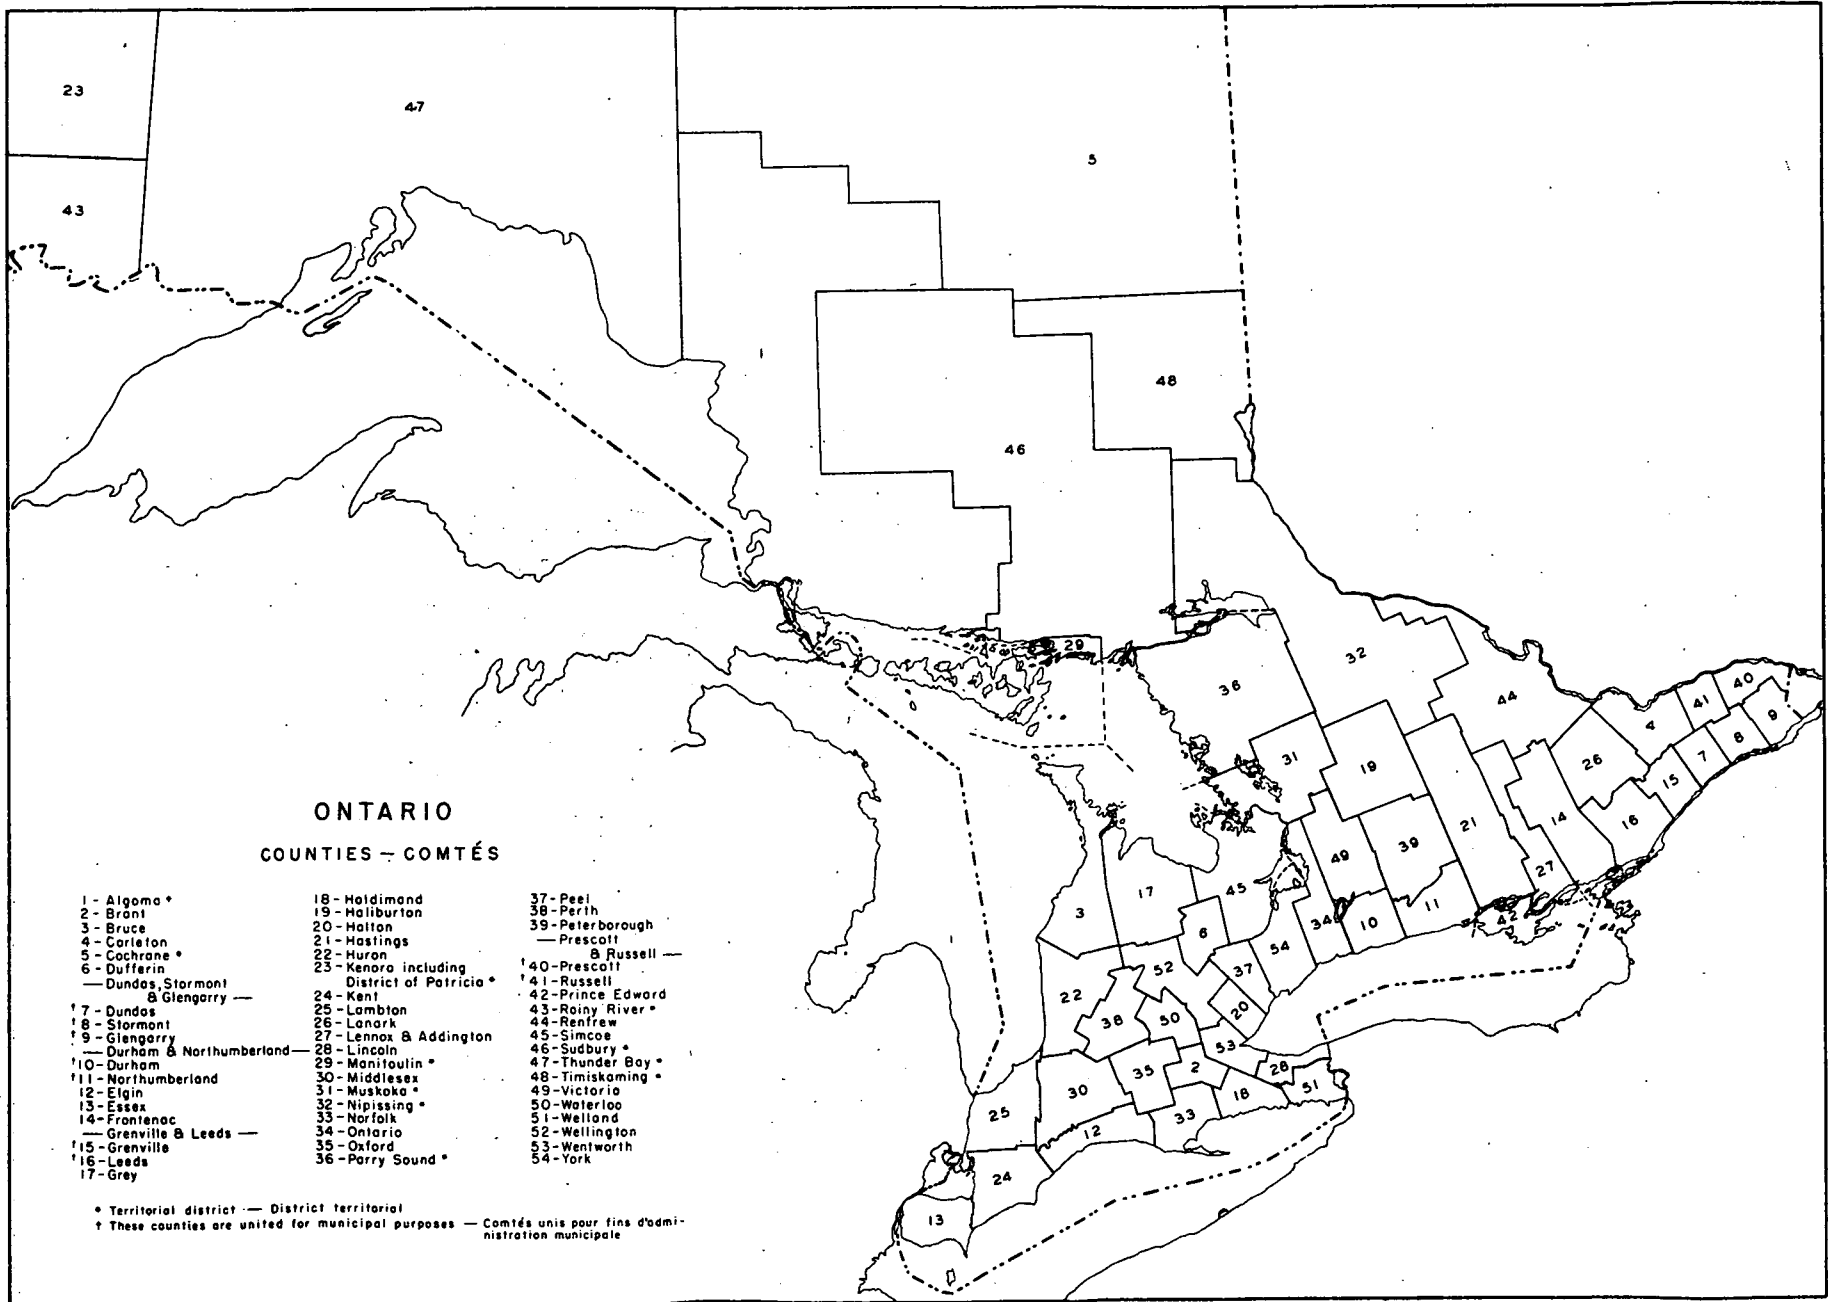 ONTARIO
COUNTIES — COMTÉS
1 - Algoma *
2 - Brant
3 - Bruce
4 - Carleton
5 - Cochrane *
6 - Dufferin
— Dundas, Stormont
& Glengarry —
†7 - Dundas
†8 - Stormont
†9 - Glengarry
— Durham & Northumberland —
†10 - Durham
†11 - Northumberland
12 - Elgin
13 - Essex
14 - Frontenac
— Grenville & Leeds —
†15 - Grenville
†16 - Leeds
17 - Grey
18 - Haldimand
19 - Haliburton
20 - Halton
21 - Hastings
22 - Huron
23 - Kenora including
District of Patricia *
24 - Kent
25 - Lambton
26 - Lanark
27 - Lennox & Addington
28 - Lincoln
29 - Manitoulin *
30 - Middlesex
31 - Muskoka *
32 - Nipissing *
33 - Norfolk
34 - Ontario
35 - Oxford
36 - Parry Sound *
37 - Peel
38 - Perth
39 - Peterborough
— Prescott
& Russell —
†40 - Prescott
†41 - Russell
42 - Prince Edward
43 - Rainy River *
44 - Renfrew
45 - Simcoe
46 - Sudbury *
47 - Thunder Bay *
48 - Timiskaming *
49 - Victoria
50 - Waterloo
51 - Welland
52 - Wellington
53 - Wentworth
54 - York
* Territorial district — District territorial
† These counties are united for municipal purposes — Comtés unis pour fins d'admi-
nistration municipale
23
47
5
43
1
48
46
29
32
36
44
40
41
4
9
8
7
31
19
26
15
14
16
21
39
49
27
17
45
3
34
10
11
42
6
54
52
37
22
20
38
50
53
2
28
35
30
51
18
25
33
12
24
13